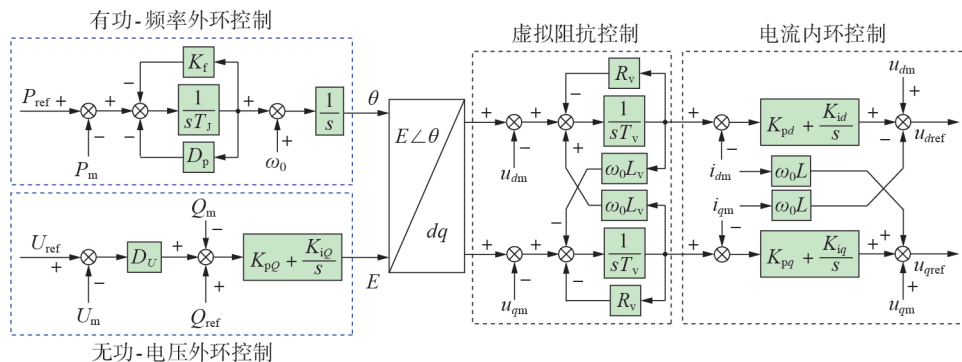 有功-频率外环控制
虚拟阻抗控制
电流内环控制
K_f
P_ref + − + − − 1/(sT_J) + + 1/s θ
D_p
P_m
ω_0
E∠θ
dq
Q_m
U_ref + − D_U + − + K_pQ + K_iQ/s E
U_m
Q_ref
无功-电压外环控制
R_v
+ − + − + 1/(sT_v)
u_dm
ω_0L_v
ω_0L_v
+ − + − − 1/(sT_v)
u_qm
R_v
u_dm
+ − K_pd + K_id/s + + − u_dref
i_dm ω_0L
i_qm ω_0L
+ − K_pq + K_iq/s + + + u_qref
u_qm